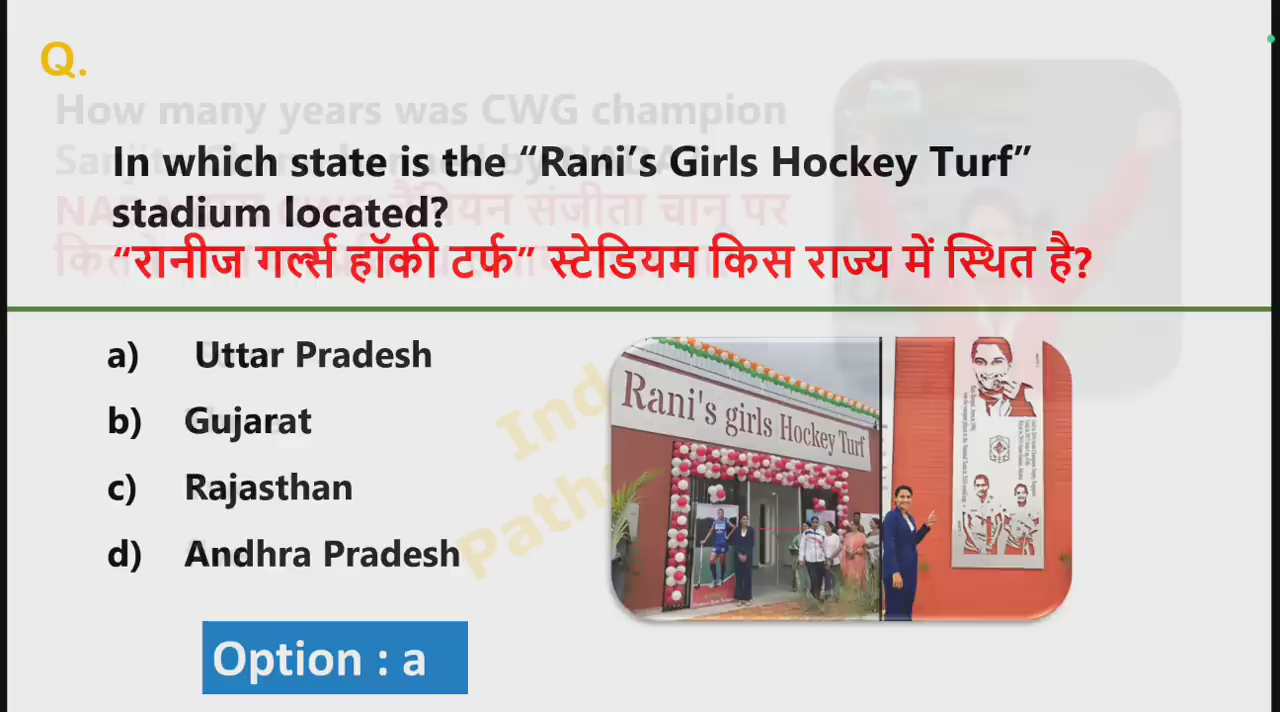 Q.
How many years was CWG champion
In which state is the “Rani’s Girls Hockey Turf”
stadium located?
“रानीज गर्ल्स हॉकी टर्फ” स्टेडियम किस राज्य में स्थित है?
a) Uttar Pradesh
b) Gujarat
c) Rajasthan
d) Andhra Pradesh
Rani's girls Hockey Turf
Option : a